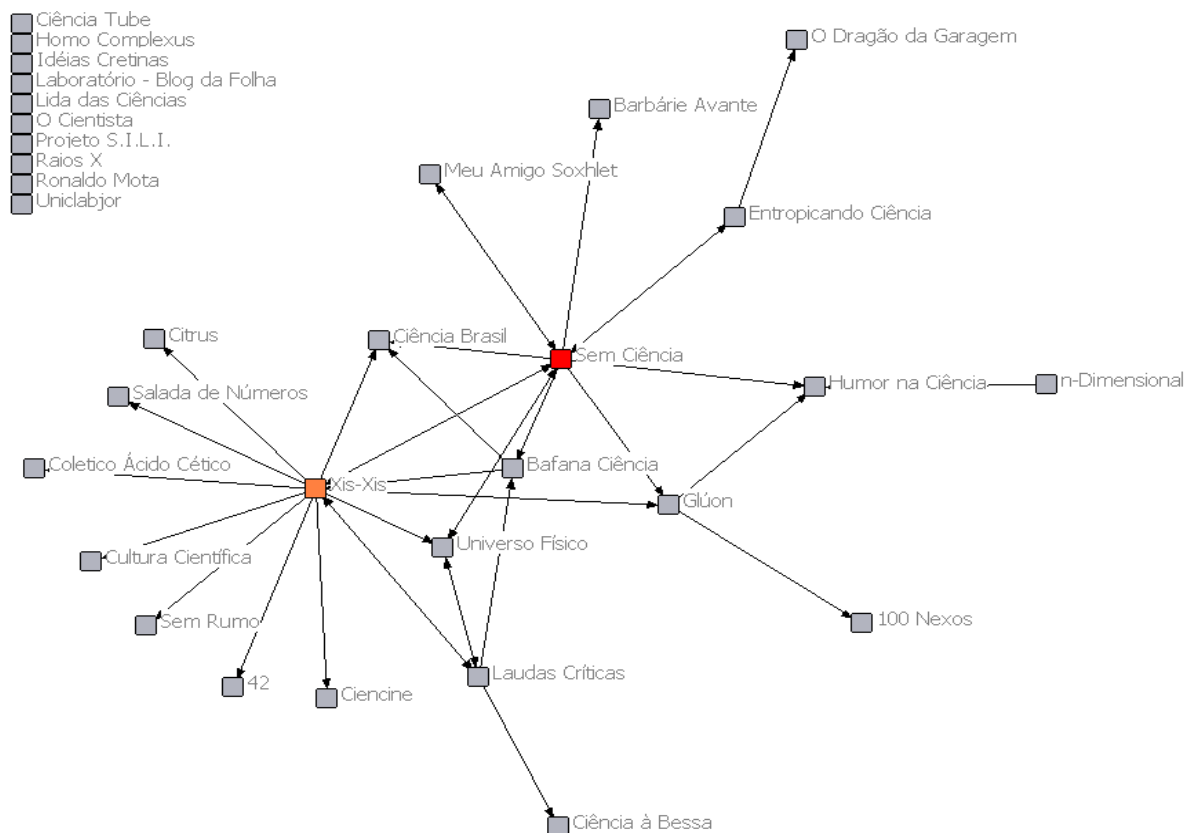 Ciência Tube
Homo Complexus
Idéias Cretinas
Laboratório - Blog da Folha
Lida das Ciências
O Cientista
Projeto S.I.L.I.
Raios X
Ronaldo Mota
Uniclabjor
O Dragão da Garagem
Barbárie Avante
Meu Amigo Soxhlet
Entropicando Ciência
Citrus
Ciência Brasil
Sem Ciência
Salada de Números
Humor na Ciência
n-Dimensional
Coletico Ácido Cético
Bafana Ciência
Xis-Xis
Glúon
Cultura Científica
Universo Físico
Sem Rumo
100 Nexos
42
Ciencine
Laudas Críticas
Ciência à Bessa